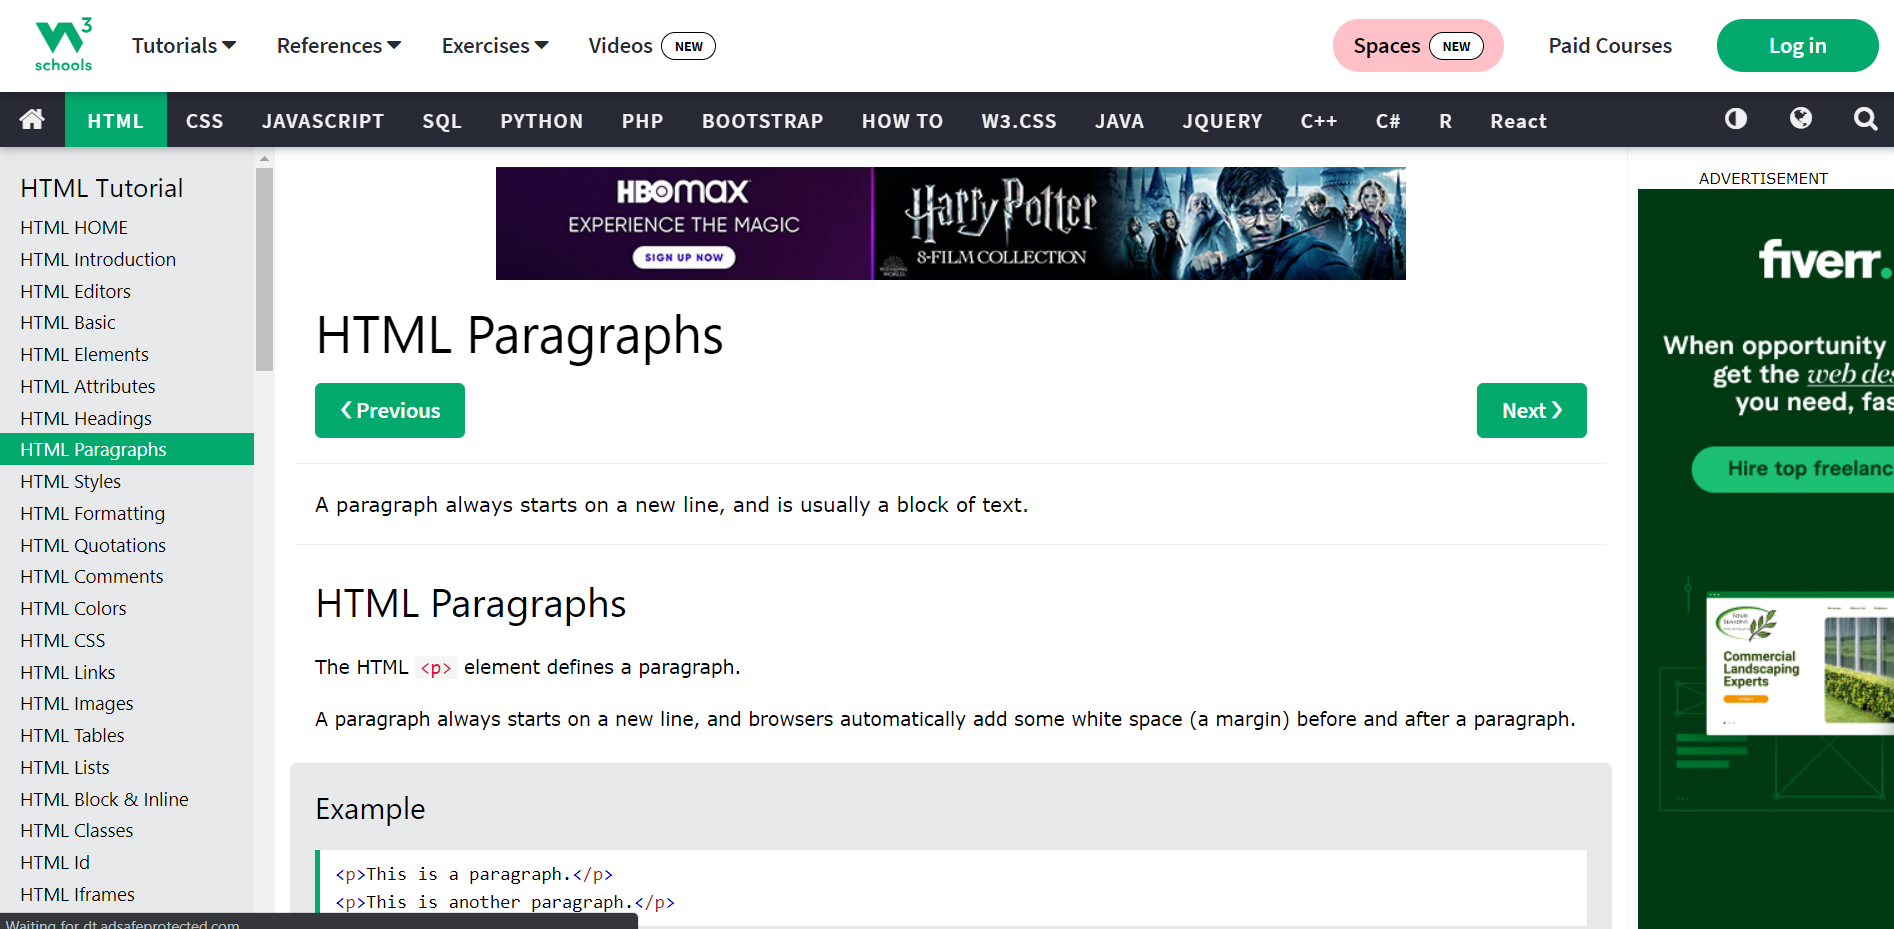 W3
schools
Tutorials
References
Exercises
Videos NEW
Spaces NEW
Paid Courses
Log in
HTML CSS JAVASCRIPT SQL PYTHON PHP BOOTSTRAP HOW TO W3.CSS JAVA JQUERY C++ C# R React
HTML Tutorial
HTML HOME
HTML Introduction
HTML Editors
HTML Basic
HTML Elements
HTML Attributes
HTML Headings
HTML Paragraphs
HTML Styles
HTML Formatting
HTML Quotations
HTML Comments
HTML Colors
HTML CSS
HTML Links
HTML Images
HTML Tables
HTML Lists
HTML Block & Inline
HTML Classes
HTML Id
HTML Iframes
Waiting for dt.adsafeprotected.com
HBOMAX
EXPERIENCE THE MAGIC
SIGN UP NOW
Harry Potter
8-FILM COLLECTION
HTML Paragraphs
❮ Previous
Next ❯
A paragraph always starts on a new line, and is usually a block of text.
HTML Paragraphs
The HTML <p> element defines a paragraph.
A paragraph always starts on a new line, and browsers automatically add some white space (a margin) before and after a paragraph.
Example
<p>This is a paragraph.</p>
<p>This is another paragraph.</p>
ADVERTISEMENT
fiverr.
When opportunity
get the web des
you need, fas
Hire top freelanc
Four
Seasons
Commercial
Landscaping
Experts